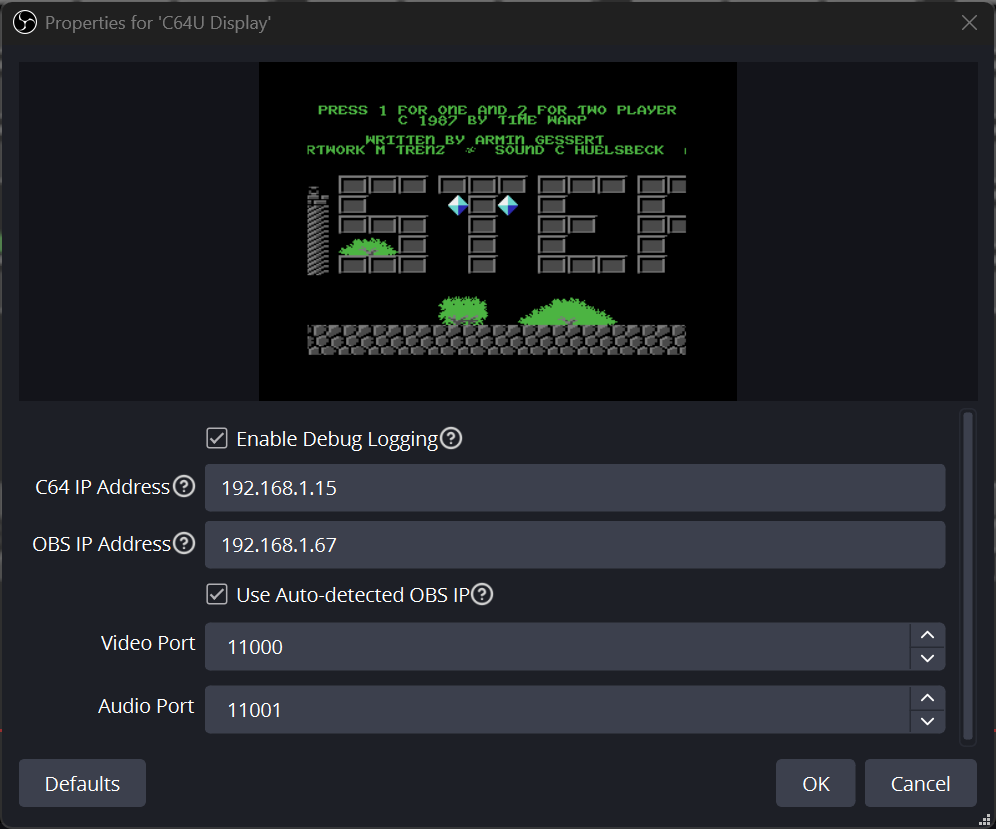 Properties for 'C64U Display'
PRESS 1 FOR ONE AND 2 FOR TWO PLAYER
C 1987 BY TIME WARP
WRITTEN BY ARMIN GESSERT
RTWORK M TRENZ * SOUND C HUELSBECK
ISTER
Enable Debug Logging
C64 IP Address
192.168.1.15
OBS IP Address
192.168.1.67
Use Auto-detected OBS IP
Video Port
11000
Audio Port
11001
Defaults
OK
Cancel